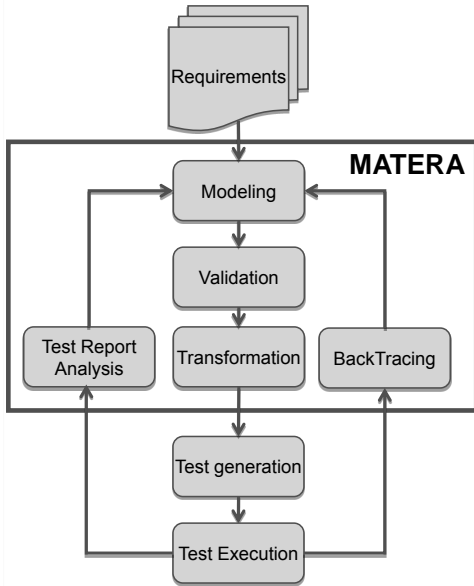 Requirements
MATERA
Modeling
Validation
Test Report
Analysis
Transformation
BackTracing
Test generation
Test Execution